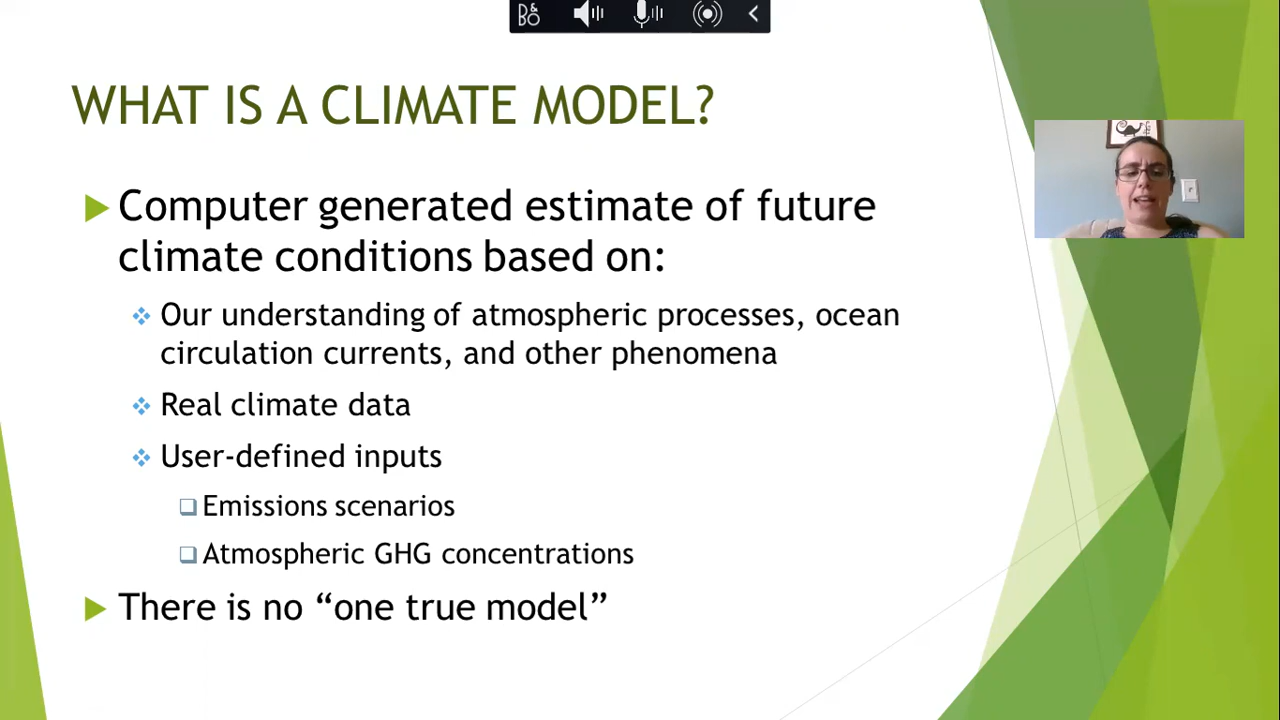 B&O
WHAT IS A CLIMATE MODEL?
Computer generated estimate of future
climate conditions based on:
Our understanding of atmospheric processes, ocean
circulation currents, and other phenomena
Real climate data
User-defined inputs
Emissions scenarios
Atmospheric GHG concentrations
There is no “one true model”